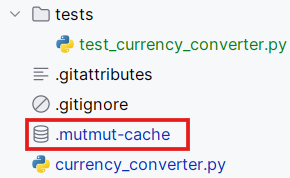 tests
test_currency_converter.py
.gitattributes
.gitignore
.mutmut-cache
currency_converter.py